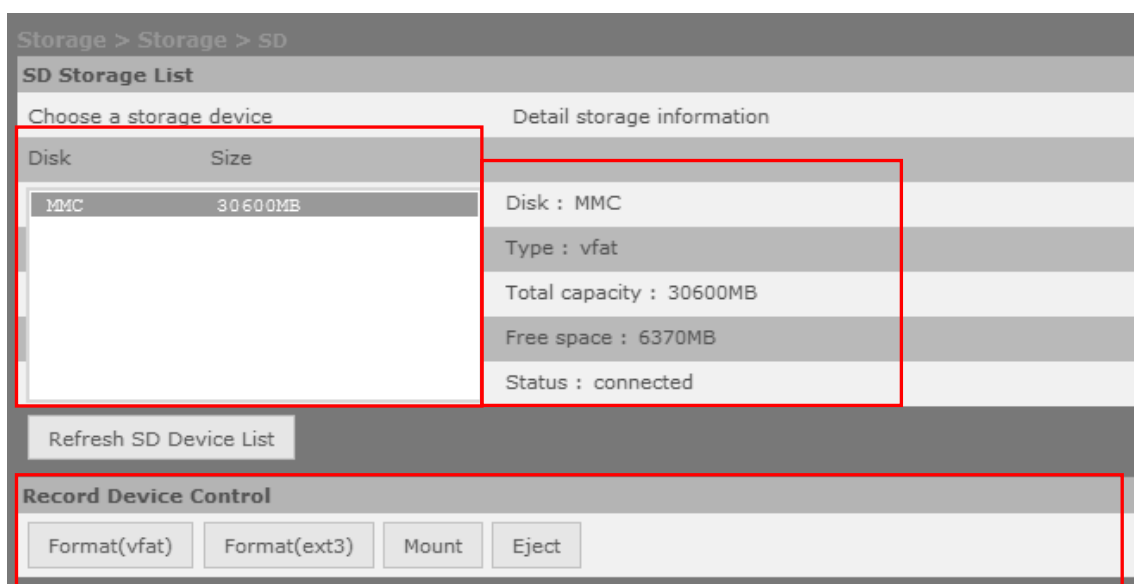 Storage > Storage > SD
SD Storage List
Choose a storage device Detail storage information
Disk Size
MMC 30600MB
Disk : MMC
Type : vfat
Total capacity : 30600MB
Free space : 6370MB
Status : connected
Refresh SD Device List
Record Device Control
Format(vfat) Format(ext3) Mount Eject